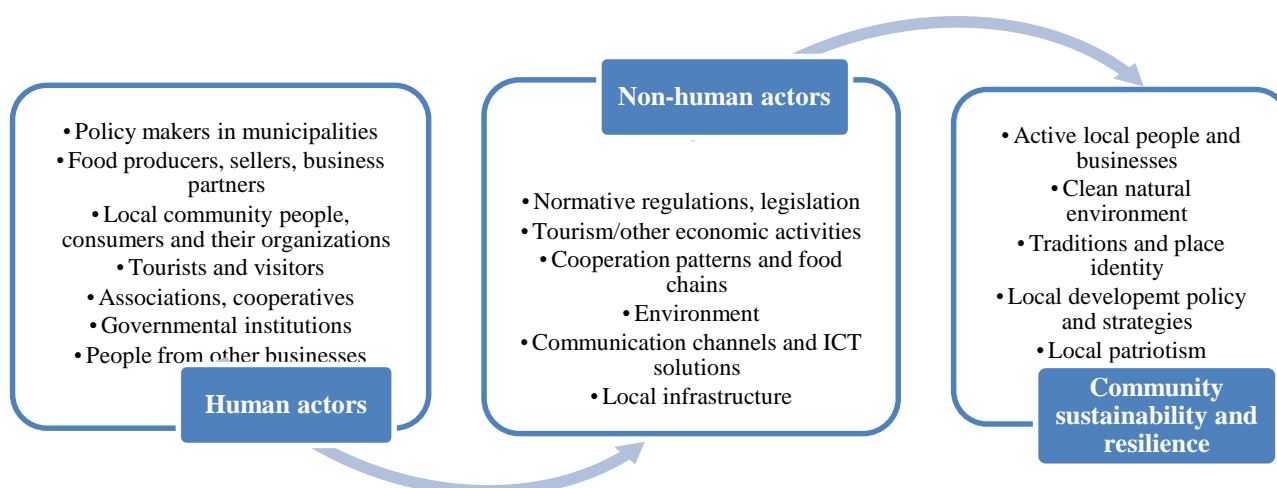 • Policy makers in municipalities
• Food producers, sellers, business
partners
• Local community people,
consumers and their organizations
• Tourists and visitors
• Associations, cooperatives
• Governmental institutions
• People from other businesses
Human actors
Non-human actors
• Normative regulations, legislation
• Tourism/other economic activities
• Cooperation patterns and food
chains
• Environment
• Communication channels and ICT
solutions
• Local infrastructure
• Active local people and
businesses
• Clean natural
environment
• Traditions and place
identity
• Local developemt policy
and strategies
• Local patriotism
Community
sustainability and
resilience